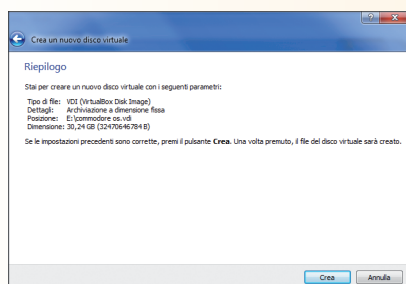 Crea un nuovo disco virtuale
Riepilogo
Stai per creare un nuovo disco virtuale con i seguenti parametri:
Tipo di file: VDI (VirtualBox Disk Image)
Dettagli: Archiviazione a dimensione fissa
Posizione: E:\commodore os.vdi
Dimensione: 30,24 GB (32470646784 B)
Se le impostazioni precedenti sono corrette, premi il pulsante Crea. Una volta premuto, il file del disco virtuale sarà creato.
Crea Annulla